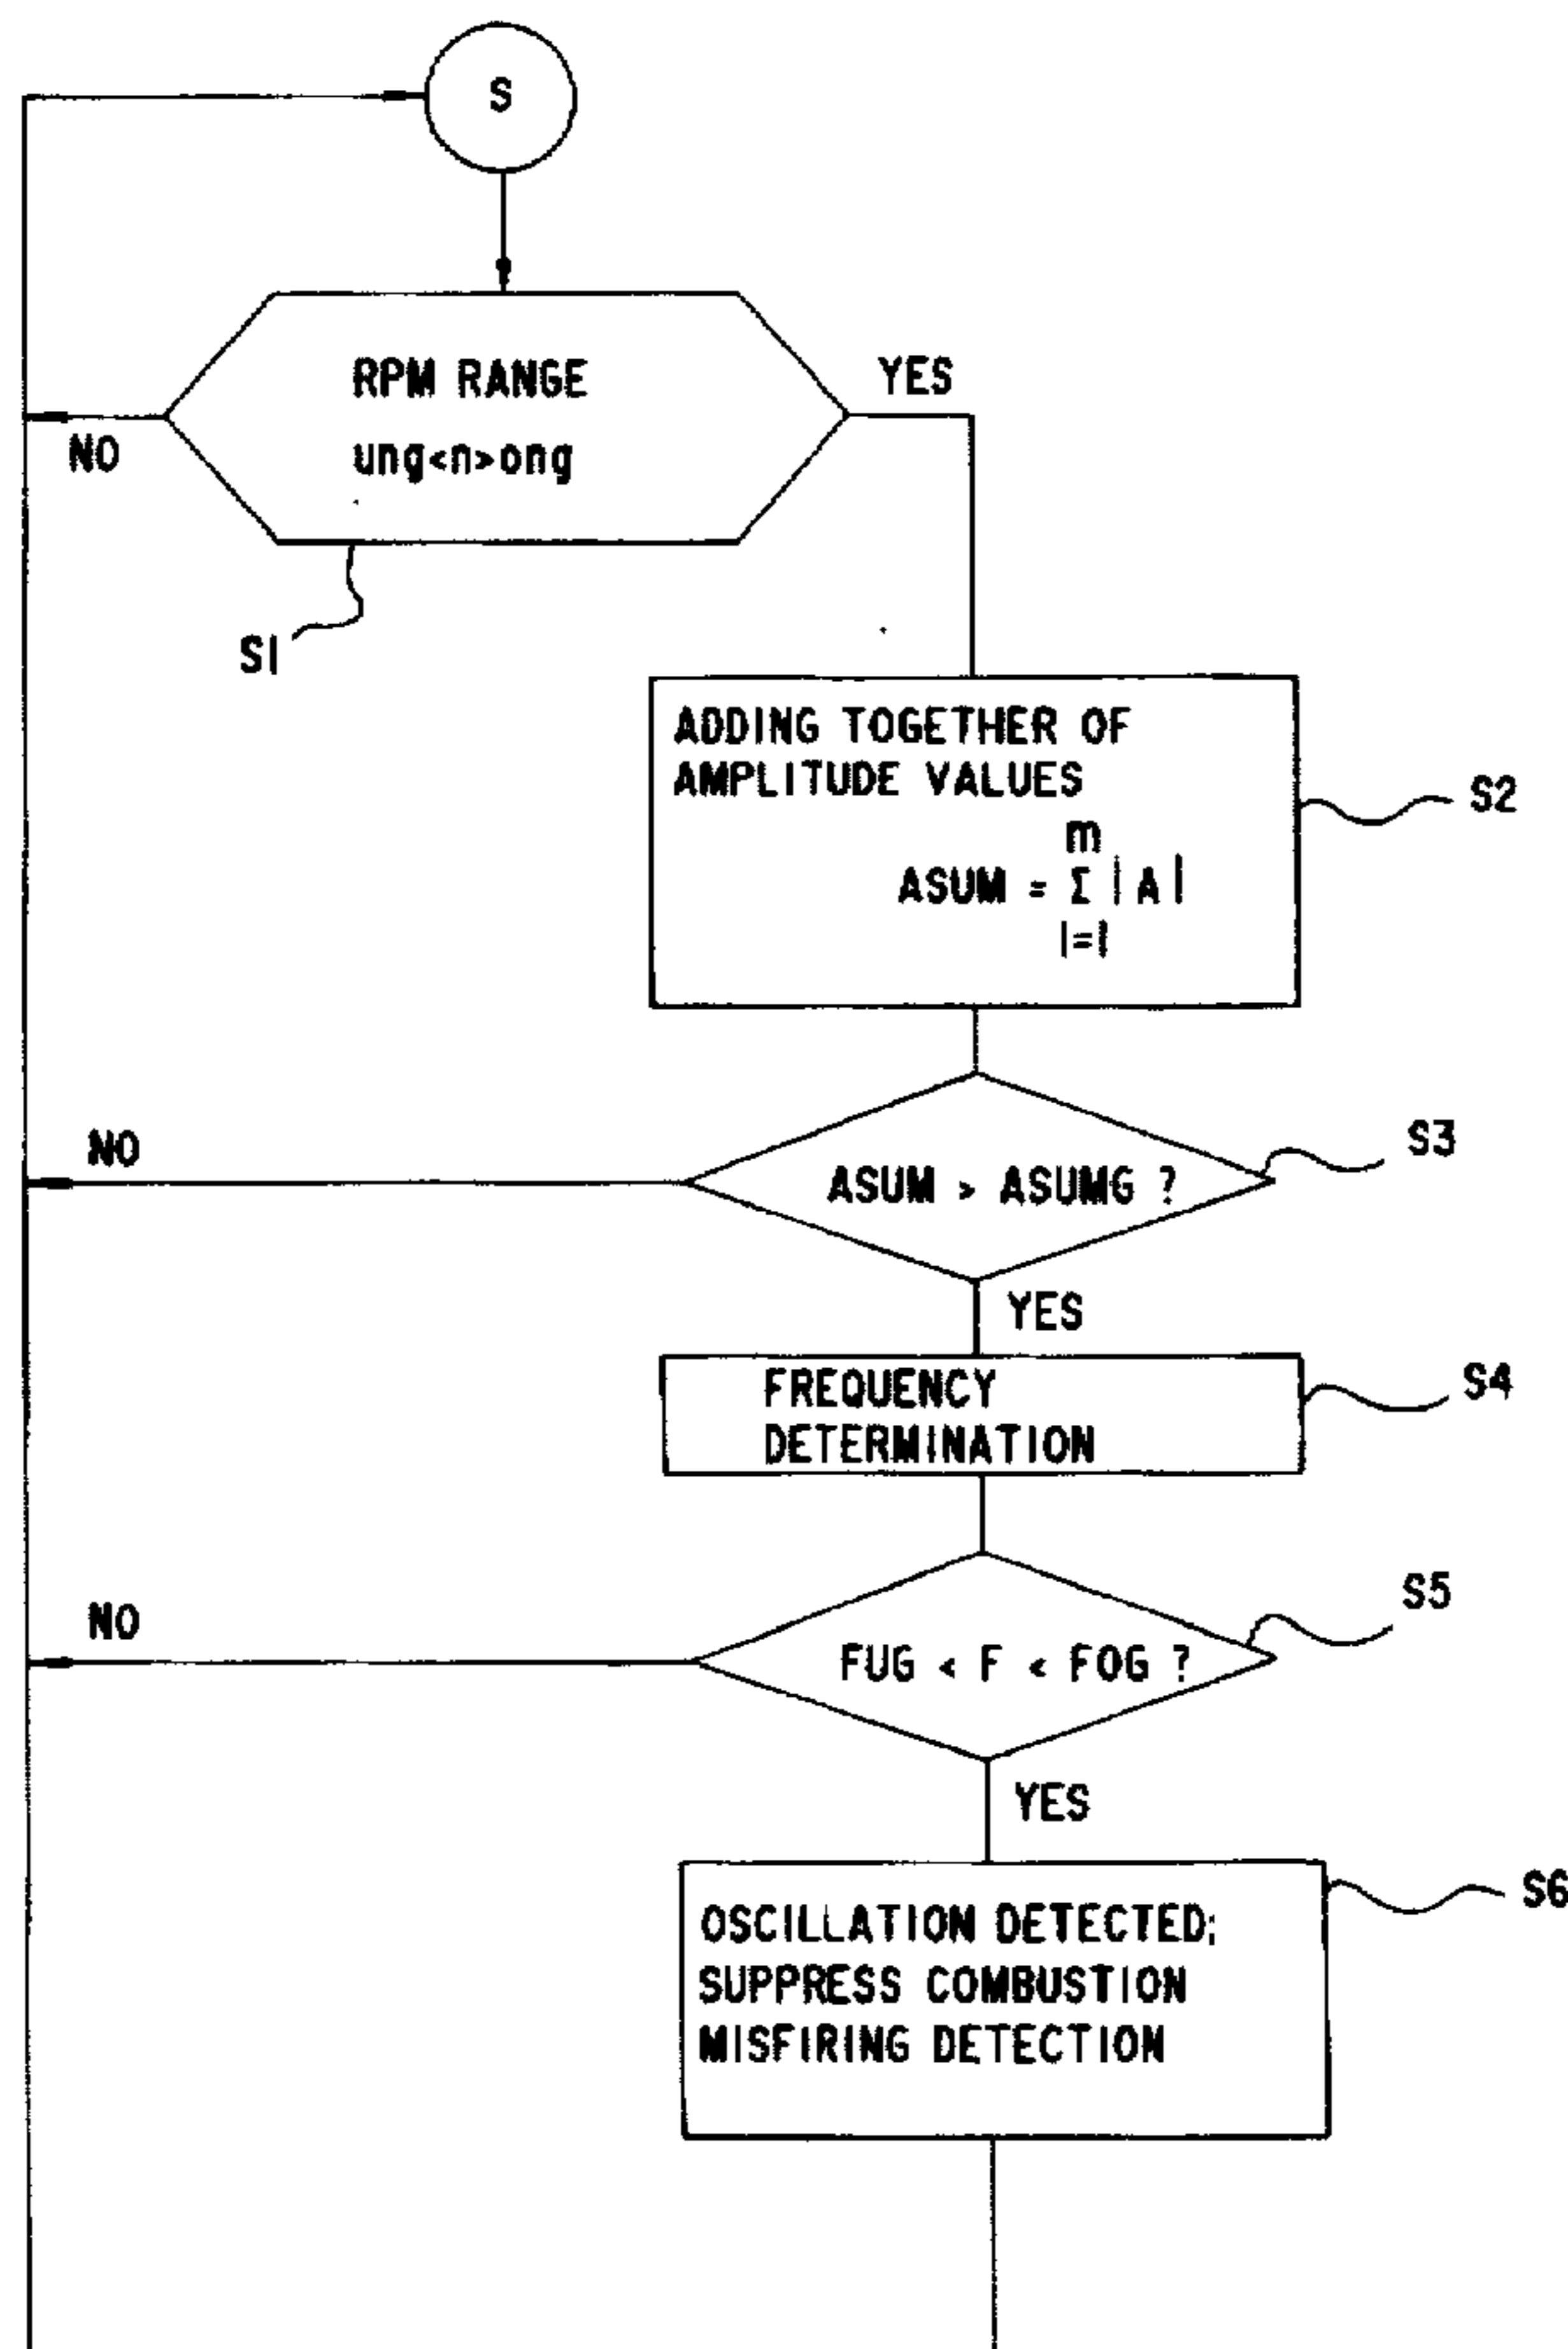 S
RPM RANGE
ung<n>ong
YES
NO
S1
ADDING TOGETHER OF
AMPLITUDE VALUES
m
ASUM = Σ | A |
i=1
S2
NO
ASUM > ASUMG ?
S3
YES
FREQUENCY
DETERMINATION
S4
NO
FUG < F < FOG ?
S5
YES
OSCILLATION DETECTED;
SUPPRESS COMBUSTION
MISFIRING DETECTION
S6